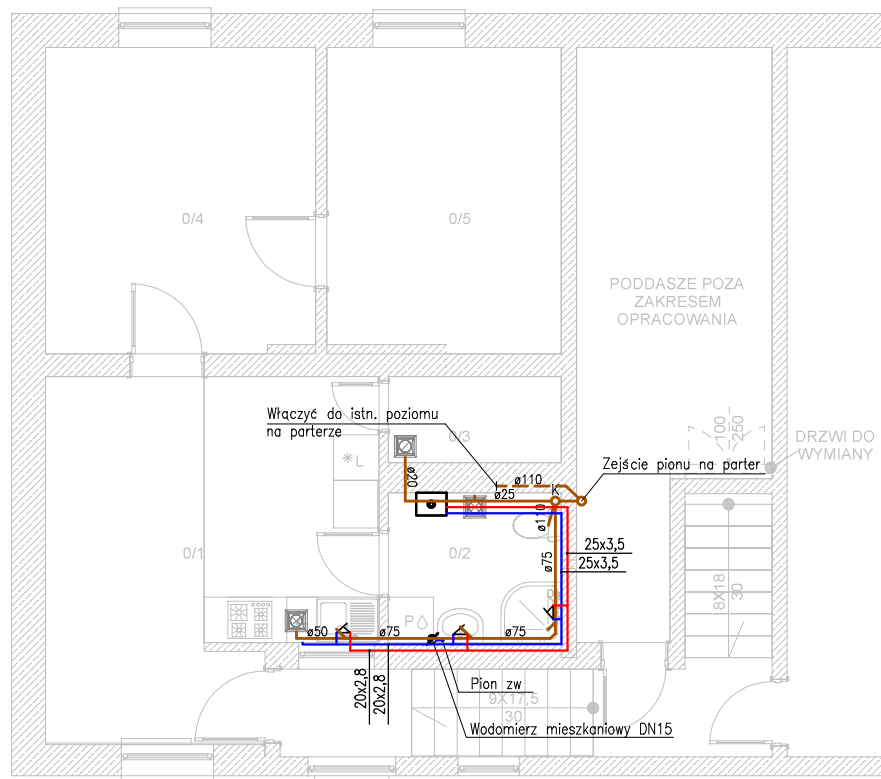 0/4
0/5
PODDASZE POZA
ZAKRESEM
OPRACOWANIA
Włączyć do istn. poziomu
na parterze
0/3
*L
100
250
DRZWI DO
WYMIANY
Zejście pionu na parter
ø20
ø110
K
ø25
ø110
0/1
0/2
ø75
25x3,5
25x3,5
8X18
30
P
ø50
ø75
ø75
20x2,8
20x2,8
Pion zw
9X17,5
30
Wodomierz mieszkaniowy DN15